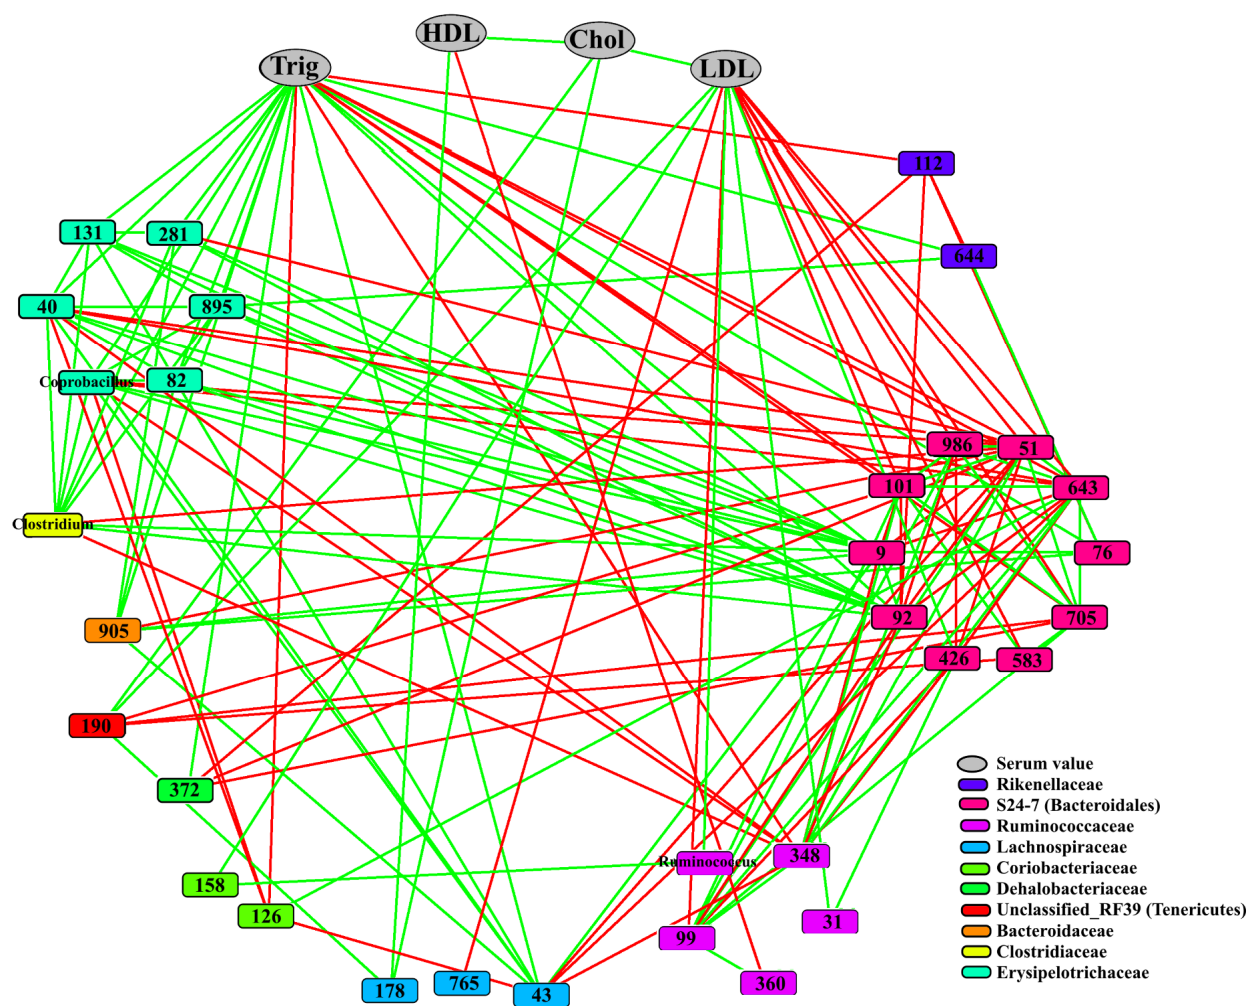 HDL
Chol
Trig
LDL
112
131
281
644
40
895
Coprobacillus
82
986
51
101
643
Clostridium
9
76
905
92
705
426
583
190
372
Ruminococcus
348
158
126
31
99
178
765
43
360
Serum value
Rikenellaceae
S24-7 (Bacteroidales)
Ruminococcaceae
Lachnospiraceae
Coriobacteriaceae
Dehalobacteriaceae
Unclassified_RF39 (Tenericutes)
Bacteroidaceae
Clostridiaceae
Erysipelotrichaceae